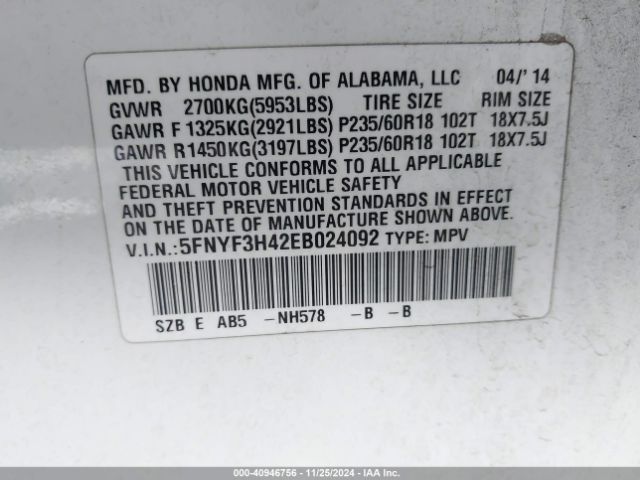 MFD. BY HONDA MFG. OF ALABAMA, LLC 04/' 14
GVWR 2700KG(5953LBS) TIRE SIZE RIM SIZE
GAWR F 1325KG(2921LBS) P235/60R18 102T 18X7.5J
GAWR R1450KG(3197LBS) P235/60R18 102T 18X7.5J
THIS VEHICLE CONFORMS TO ALL APPLICABLE
FEDERAL MOTOR VEHICLE SAFETY
AND THEFT PREVENTION STANDARDS IN EFFECT
ON THE DATE OF MANUFACTURE SHOWN ABOVE.
V.I.N.:5FNYF3H42EB024092 TYPE: MPV
SZB E AB5 -NH578 -B -B
000-40946756 - 11/25/2024 - IAA Inc.